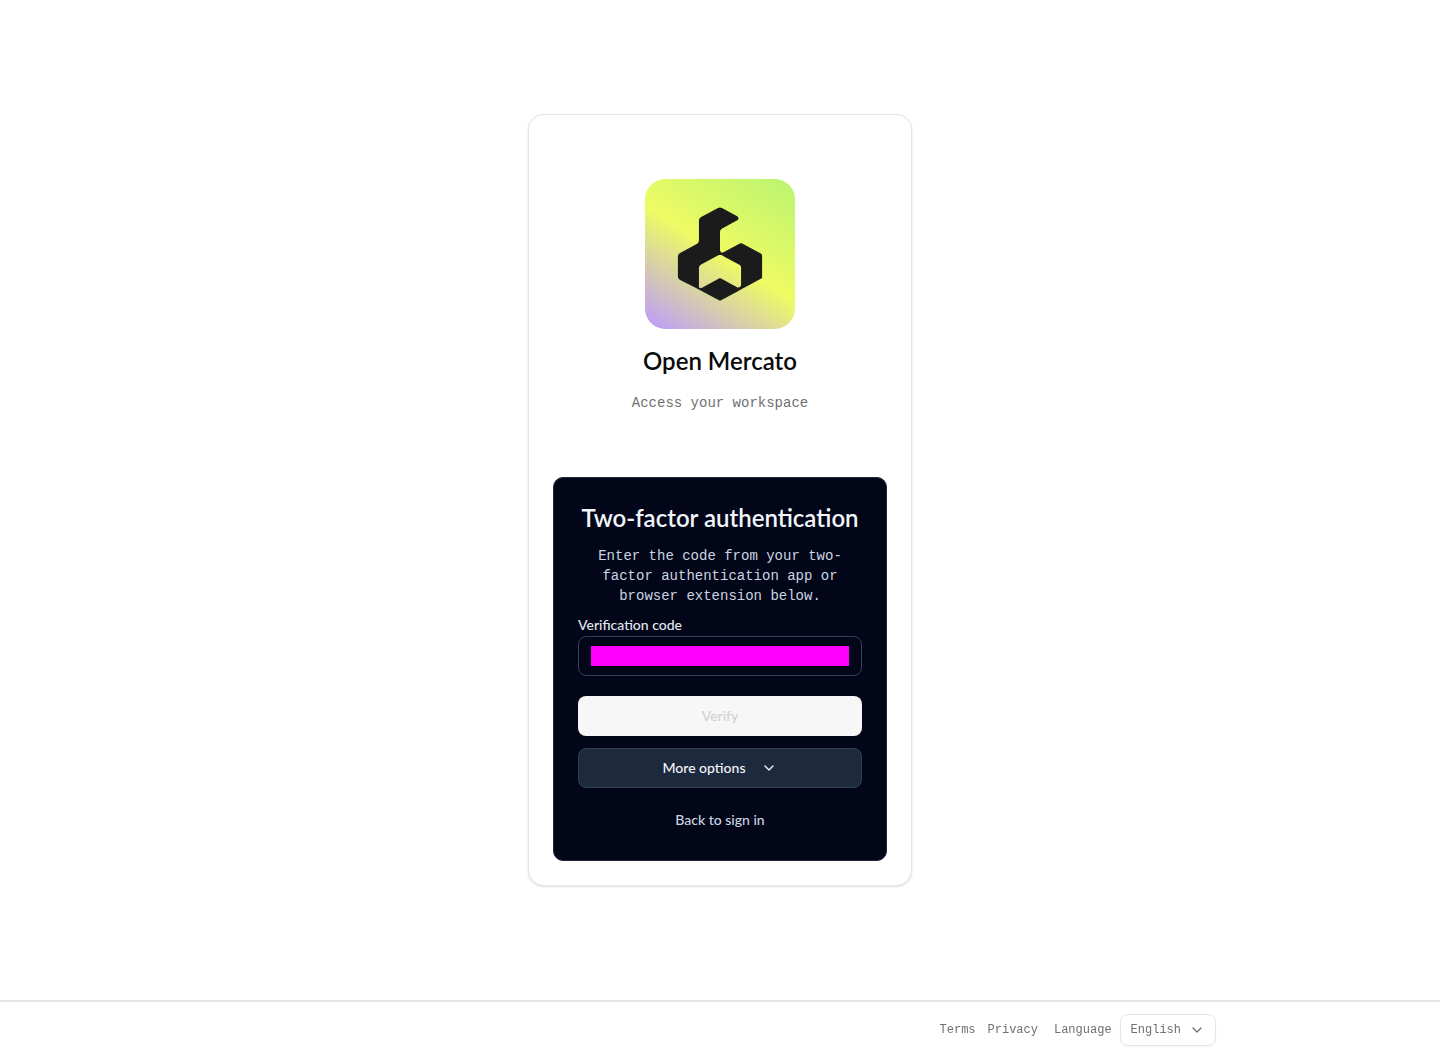 Open Mercato
Access your workspace
Two-factor authentication
Enter the code from your two-
factor authentication app or
browser extension below.
Verification code
Verify
More options
Back to sign in
Terms Privacy Language English